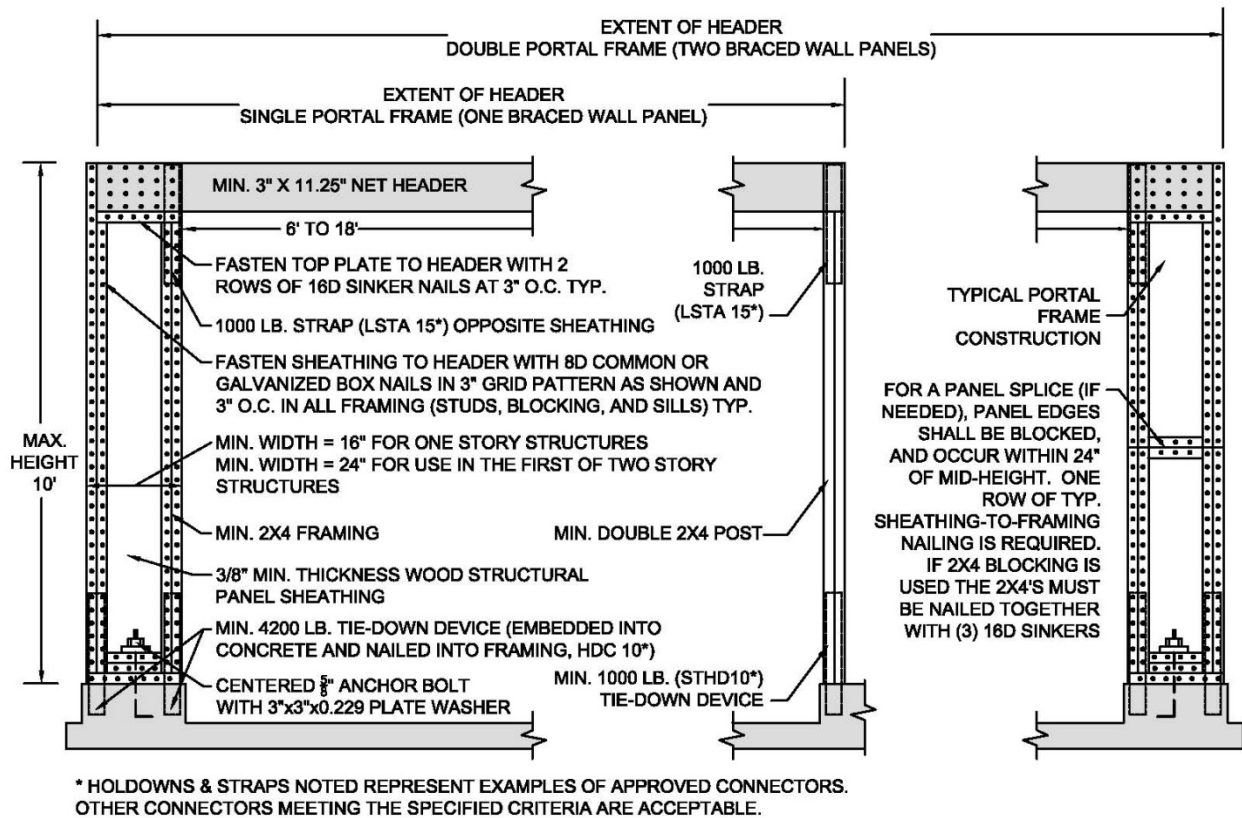 EXTENT OF HEADER
DOUBLE PORTAL FRAME (TWO BRACED WALL PANELS)
EXTENT OF HEADER
SINGLE PORTAL FRAME (ONE BRACED WALL PANEL)
MIN. 3" X 11.25" NET HEADER
6' TO 18'
FASTEN TOP PLATE TO HEADER WITH 2
ROWS OF 16D SINKER NAILS AT 3" O.C. TYP.
1000 LB. STRAP (LSTA 15*) OPPOSITE SHEATHING
FASTEN SHEATHING TO HEADER WITH 8D COMMON OR
GALVANIZED BOX NAILS IN 3" GRID PATTERN AS SHOWN AND
3" O.C. IN ALL FRAMING (STUDS, BLOCKING, AND SILLS) TYP.
MAX.
HEIGHT
10'
MIN. WIDTH = 16" FOR ONE STORY STRUCTURES
MIN. WIDTH = 24" FOR USE IN THE FIRST OF TWO STORY
STRUCTURES
MIN. 2X4 FRAMING
3/8" MIN. THICKNESS WOOD STRUCTURAL
PANEL SHEATHING
MIN. 4200 LB. TIE-DOWN DEVICE (EMBEDDED INTO
CONCRETE AND NAILED INTO FRAMING, HDC 10*)
CENTERED ⅝" ANCHOR BOLT
WITH 3"x3"x0.229 PLATE WASHER
1000 LB.
STRAP
(LSTA 15*)
MIN. DOUBLE 2X4 POST
MIN. 1000 LB. (STHD10*)
TIE-DOWN DEVICE
TYPICAL PORTAL
FRAME
CONSTRUCTION
FOR A PANEL SPLICE (IF
NEEDED), PANEL EDGES
SHALL BE BLOCKED,
AND OCCUR WITHIN 24"
OF MID-HEIGHT. ONE
ROW OF TYP.
SHEATHING-TO-FRAMING
NAILING IS REQUIRED.
IF 2X4 BLOCKING IS
USED THE 2X4'S MUST
BE NAILED TOGETHER
WITH (3) 16D SINKERS
* HOLDOWNS & STRAPS NOTED REPRESENT EXAMPLES OF APPROVED CONNECTORS.
OTHER CONNECTORS MEETING THE SPECIFIED CRITERIA ARE ACCEPTABLE.